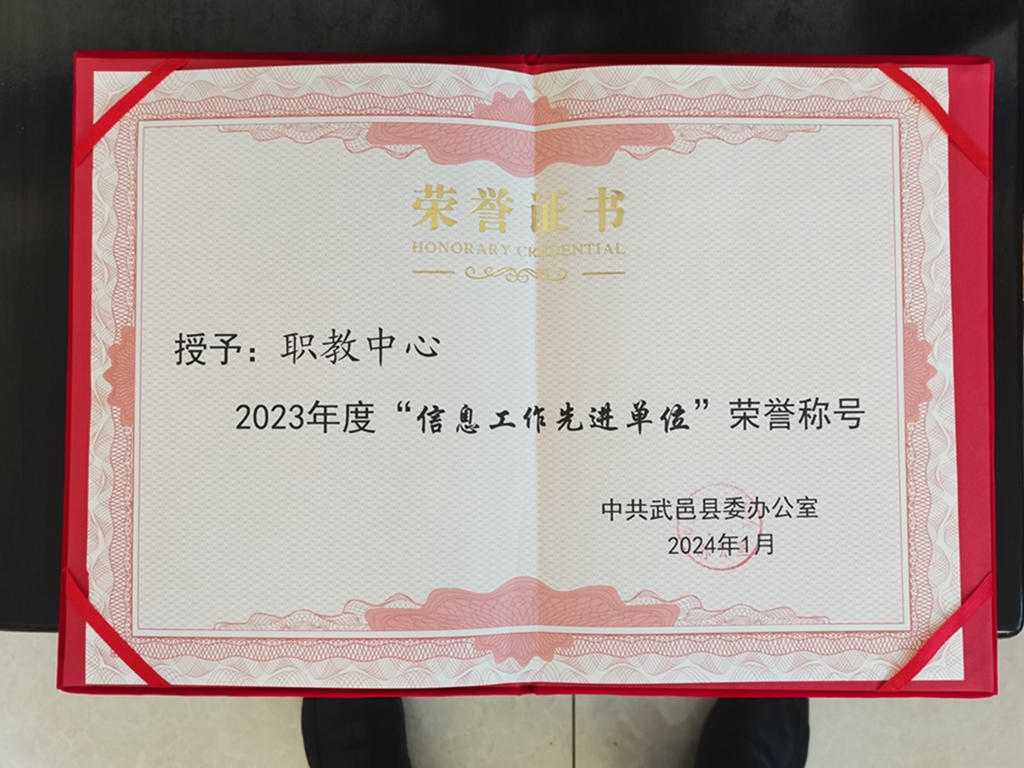 荣誉证书
HONORARY CREDENTIAL
授予：职教中心
2023年度“信息工作先进单位”荣誉称号
中共武邑县委办公室
2024年1月